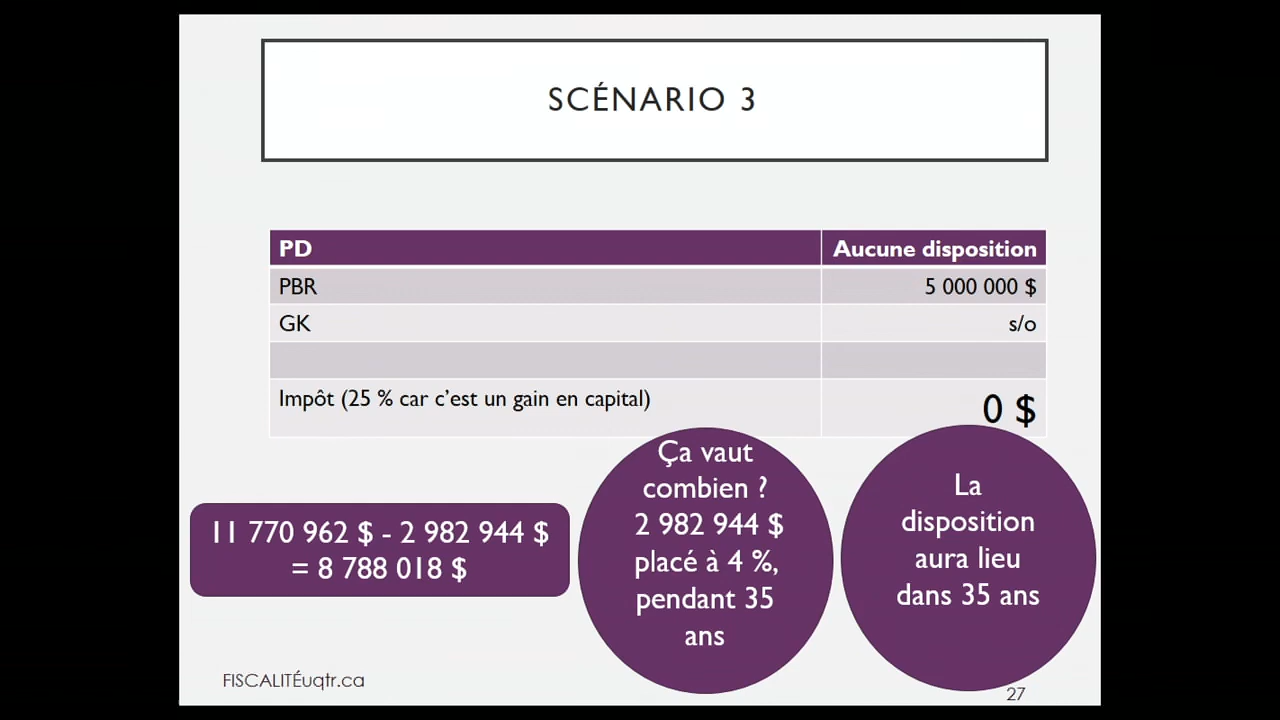 SCÉNARIO 3
PD Aucune disposition
PBR 5 000 000 $
GK s/o
Impôt (25 % car c'est un gain en capital) 0 $
11 770 962 $ - 2 982 944 $
= 8 788 018 $
Ça vaut
combien ?
2 982 944 $
placé à 4 %,
pendant 35
ans
La
disposition
aura lieu
dans 35 ans
FISCALITÉuqtr.ca
27